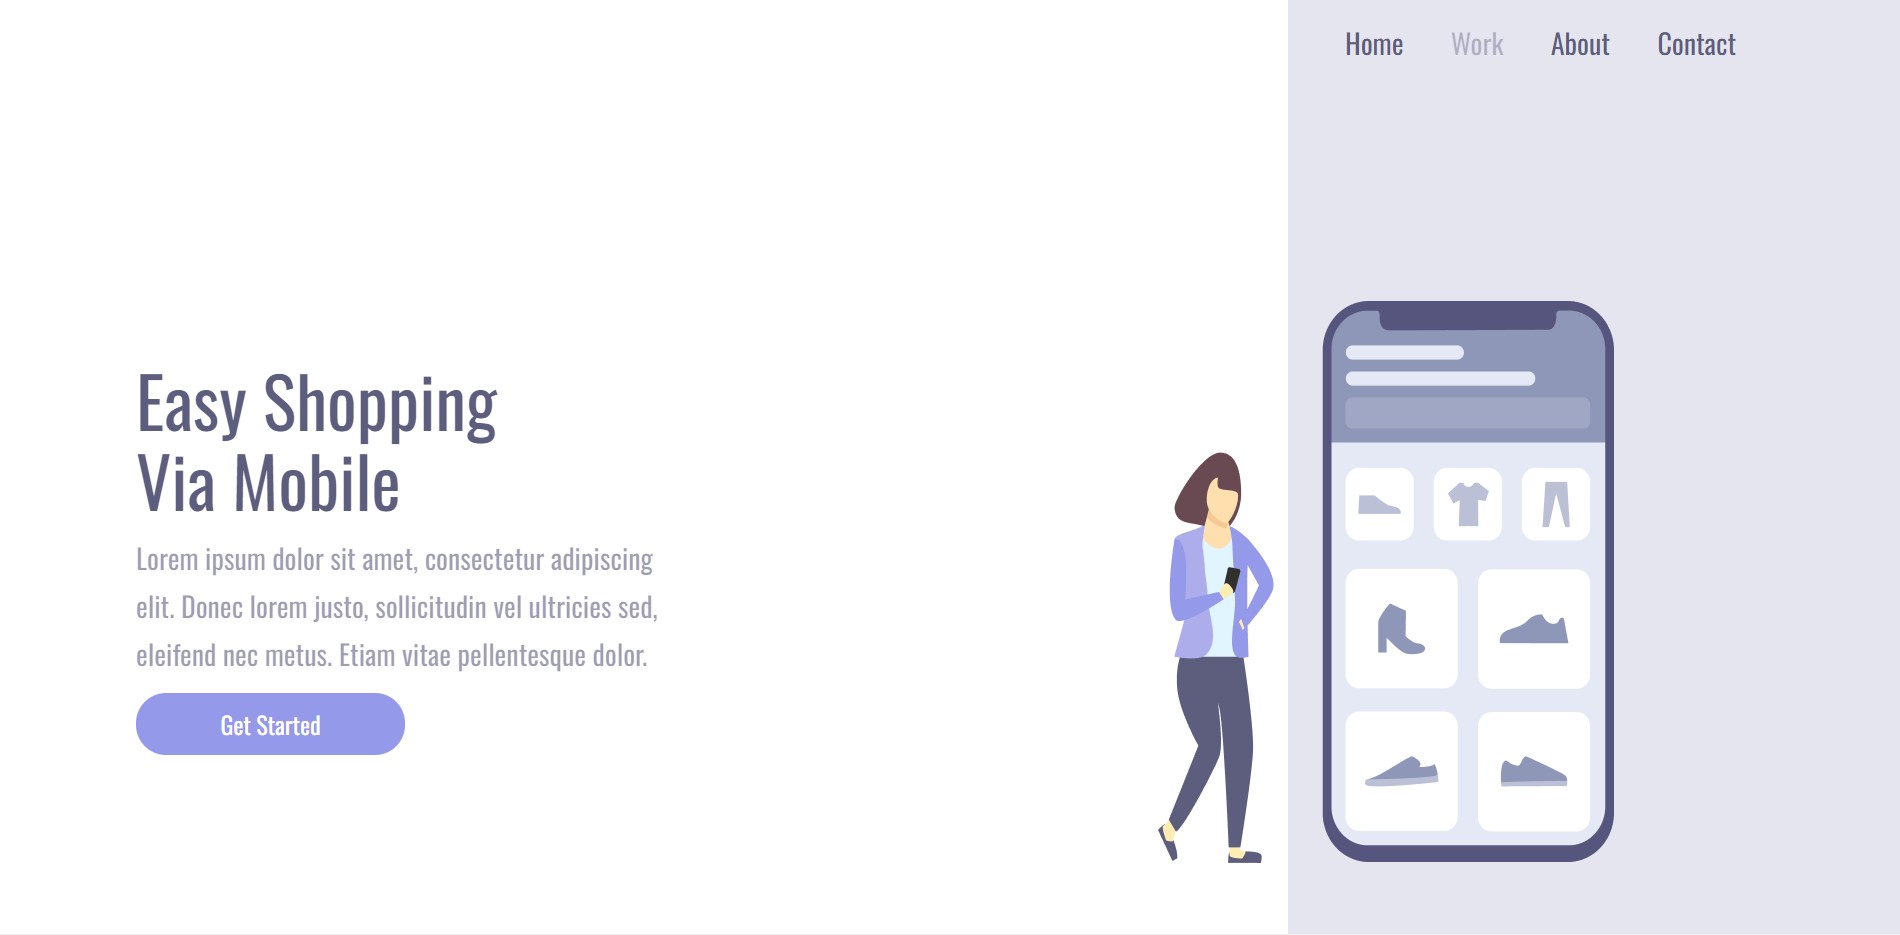 Home Work About Contact
Easy Shopping
Via Mobile
Lorem ipsum dolor sit amet, consectetur adipiscing
elit. Donec lorem justo, sollicitudin vel ultricies sed,
eleifend nec metus. Etiam vitae pellentesque dolor.
Get Started